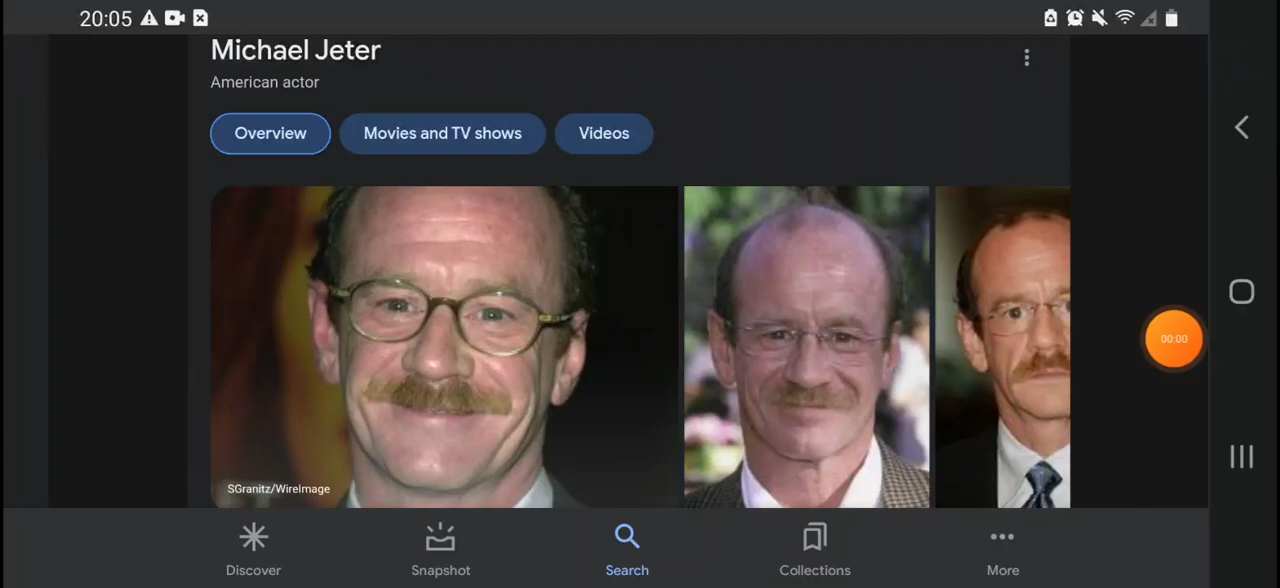 20:05
Michael Jeter
American actor
Overview Movies and TV shows Videos
00:00
SGranitz/WireImage
Discover Snapshot Search Collections More